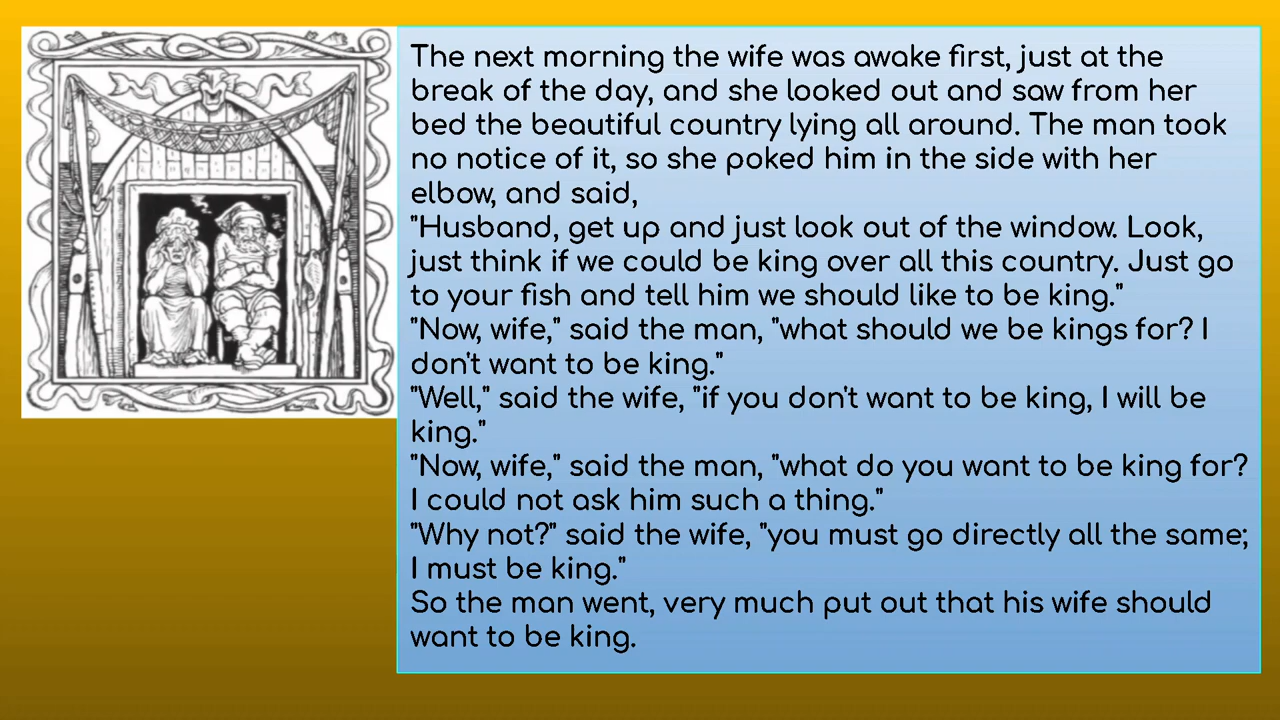 The next morning the wife was awake first, just at the
break of the day, and she looked out and saw from her
bed the beautiful country lying all around. The man took
no notice of it, so she poked him in the side with her
elbow, and said,
"Husband, get up and just look out of the window. Look,
just think if we could be king over all this country. Just go
to your fish and tell him we should like to be king."
"Now, wife," said the man, "what should we be kings for? I
don't want to be king."
"Well," said the wife, "if you don't want to be king, I will be
king."
"Now, wife," said the man, "what do you want to be king for?
I could not ask him such a thing."
"Why not?" said the wife, "you must go directly all the same;
I must be king."
So the man went, very much put out that his wife should
want to be king.